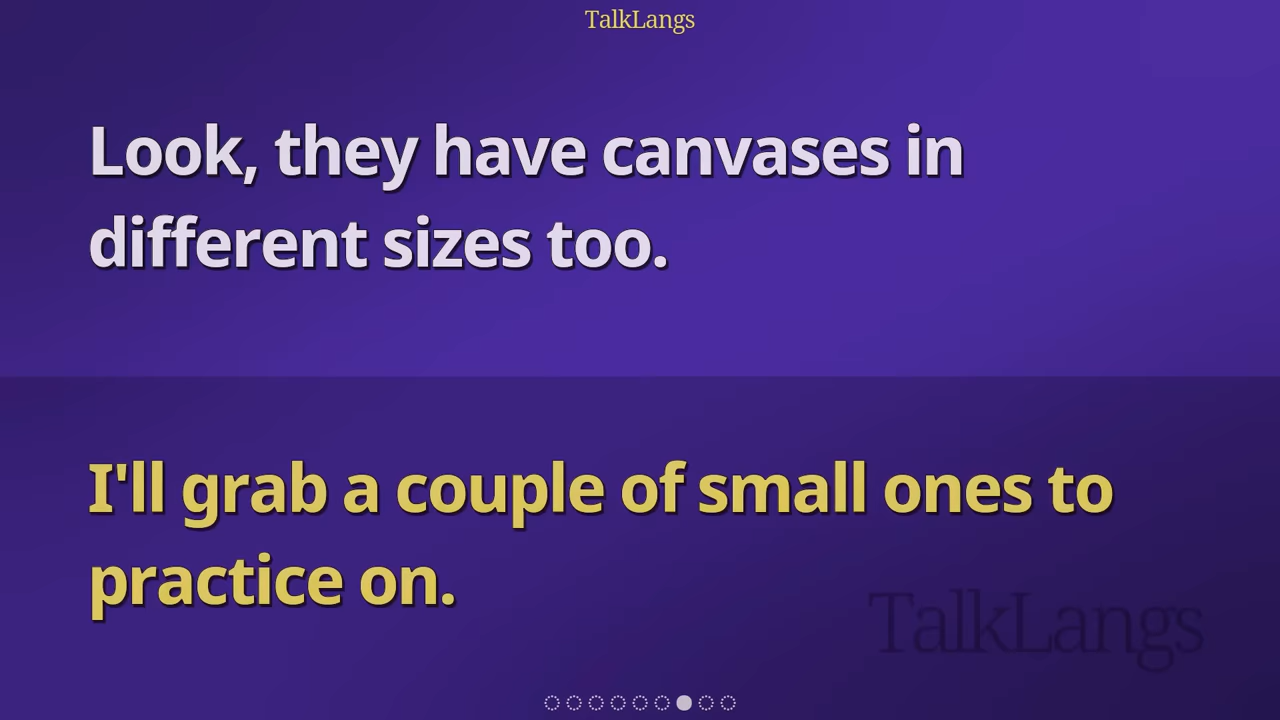 TalkLangs
Look, they have canvases in
different sizes too.
I'll grab a couple of small ones to
practice on.
TalkLangs